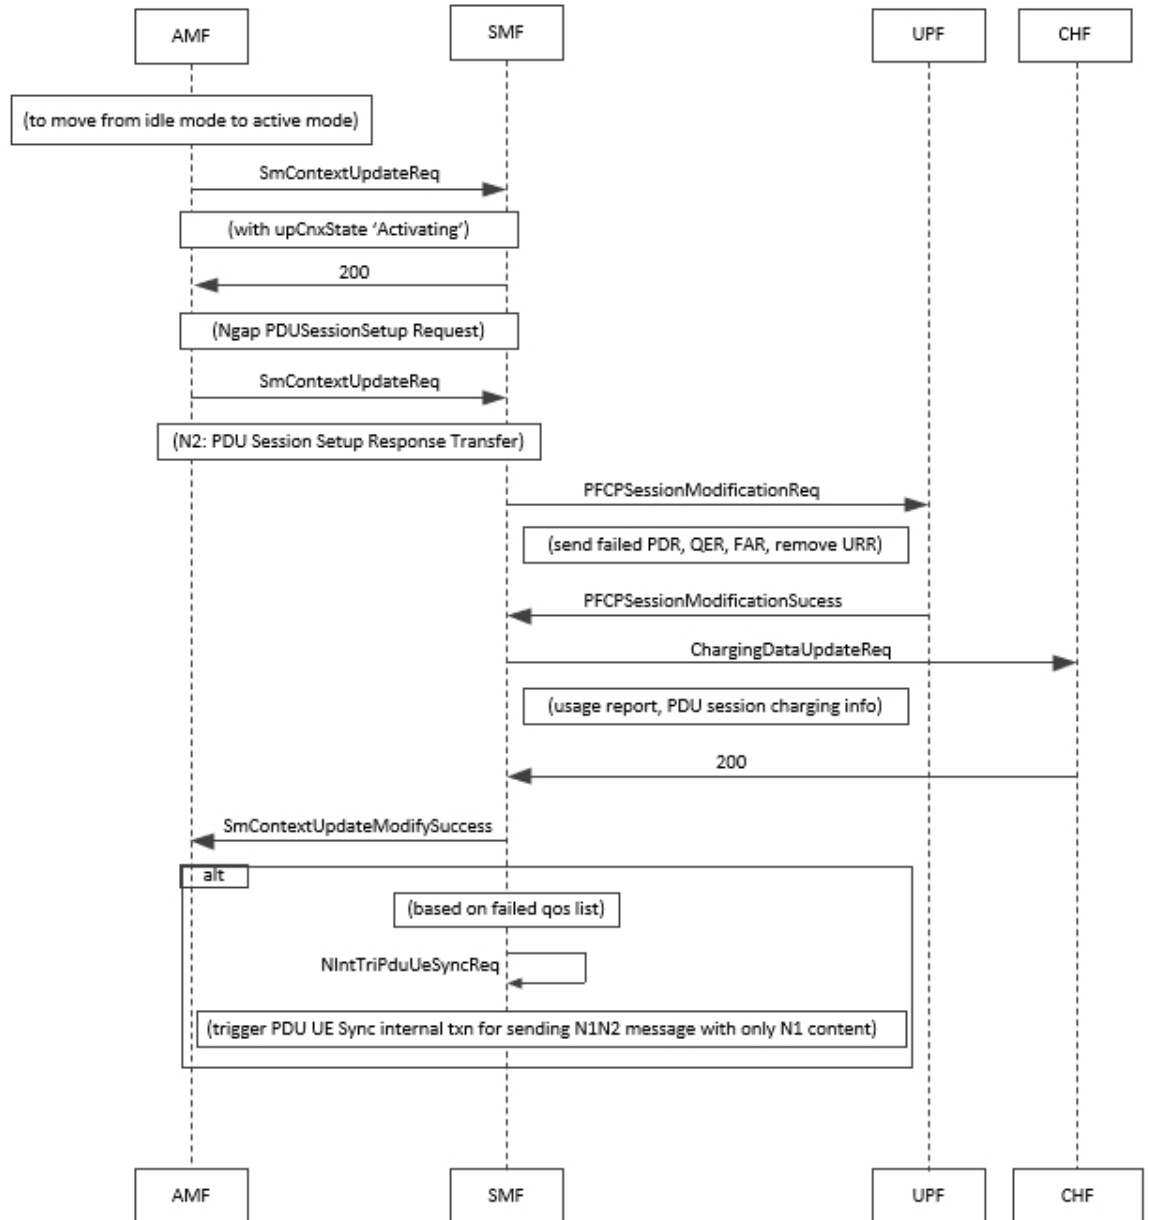 AMF
SMF
UPF
CHF
(to move from idle mode to active mode)
SmContextUpdateReq
(with upCnxState ‘Activating’)
200
(Ngap PDUSessionSetup Request)
SmContextUpdateReq
(N2: PDU Session Setup Response Transfer)
PFCPSessionModificationReq
(send failed PDR, QER, FAR, remove URR)
PFCPSessionModificationSucess
ChargingDataUpdateReq
(usage report, PDU session charging info)
200
SmContextUpdateModifySuccess
alt
(based on failed qos list)
NIntTriPduUeSyncReq
(trigger PDU UE Sync internal txn for sending N1N2 message with only N1 content)
AMF
SMF
UPF
CHF